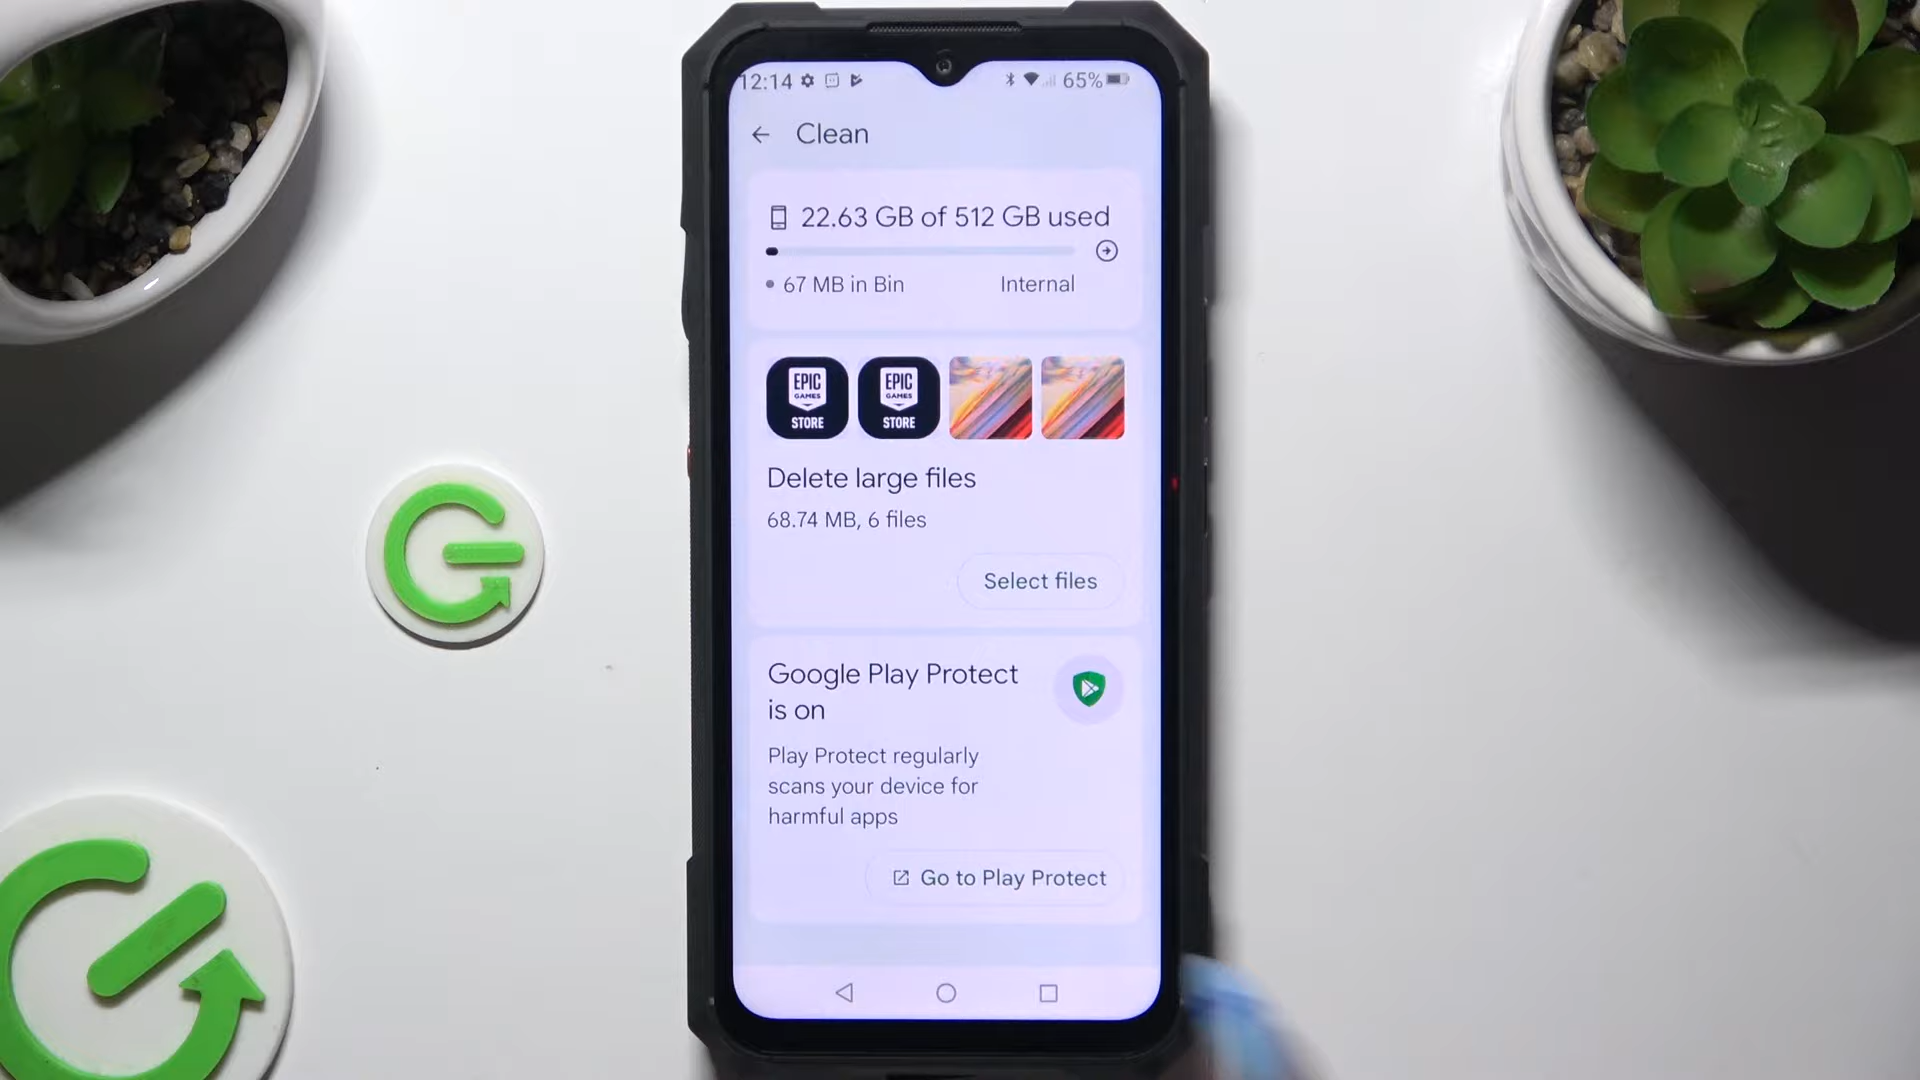 12:14 65%
Clean
22.63 GB of 512 GB used
67 MB in Bin Internal
EPIC GAMES STORE EPIC GAMES STORE
Delete large files
68.74 MB, 6 files
Select files
Google Play Protect
is on
Play Protect regularly
scans your device for
harmful apps
Go to Play Protect